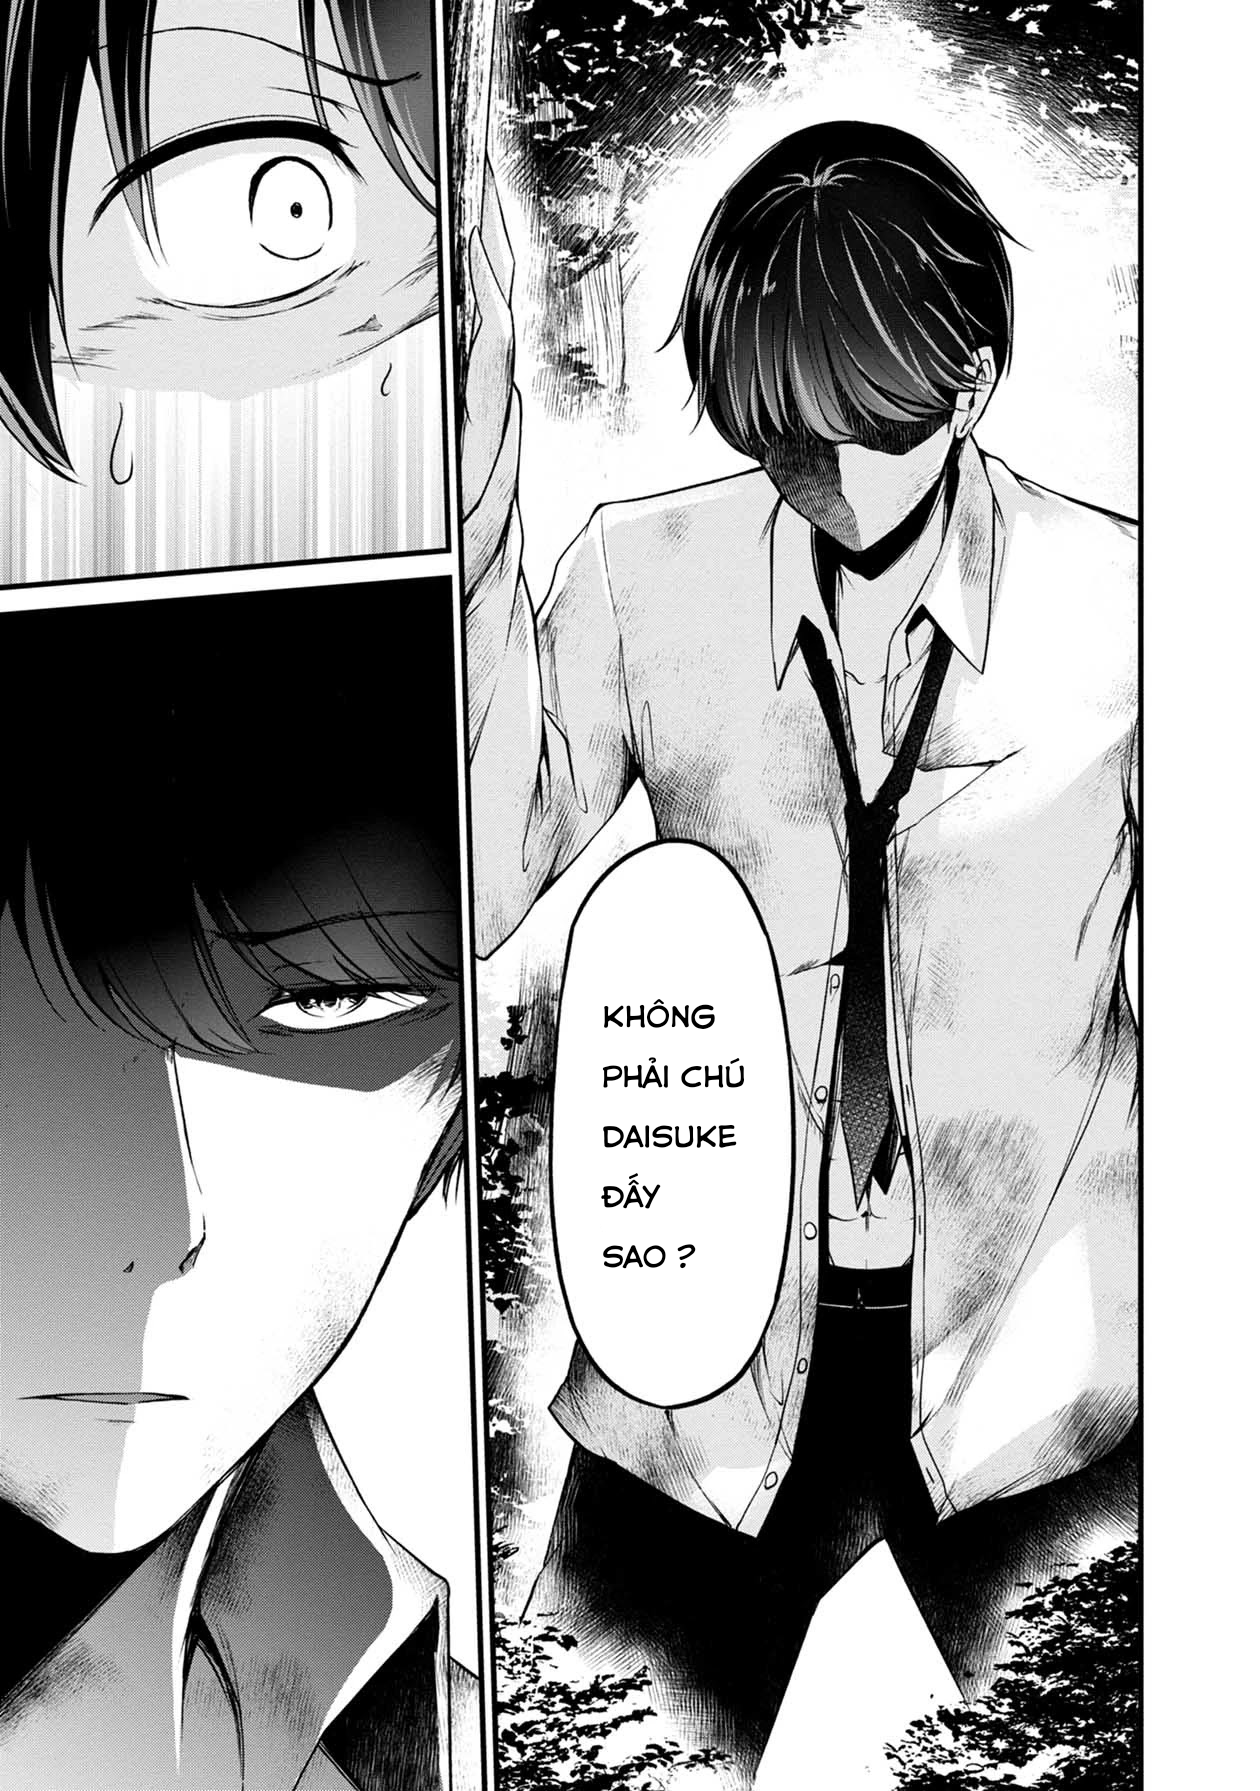 KHÔNG
PHẢI CHÚ
DAISUKE
ĐẤY
SAO ?